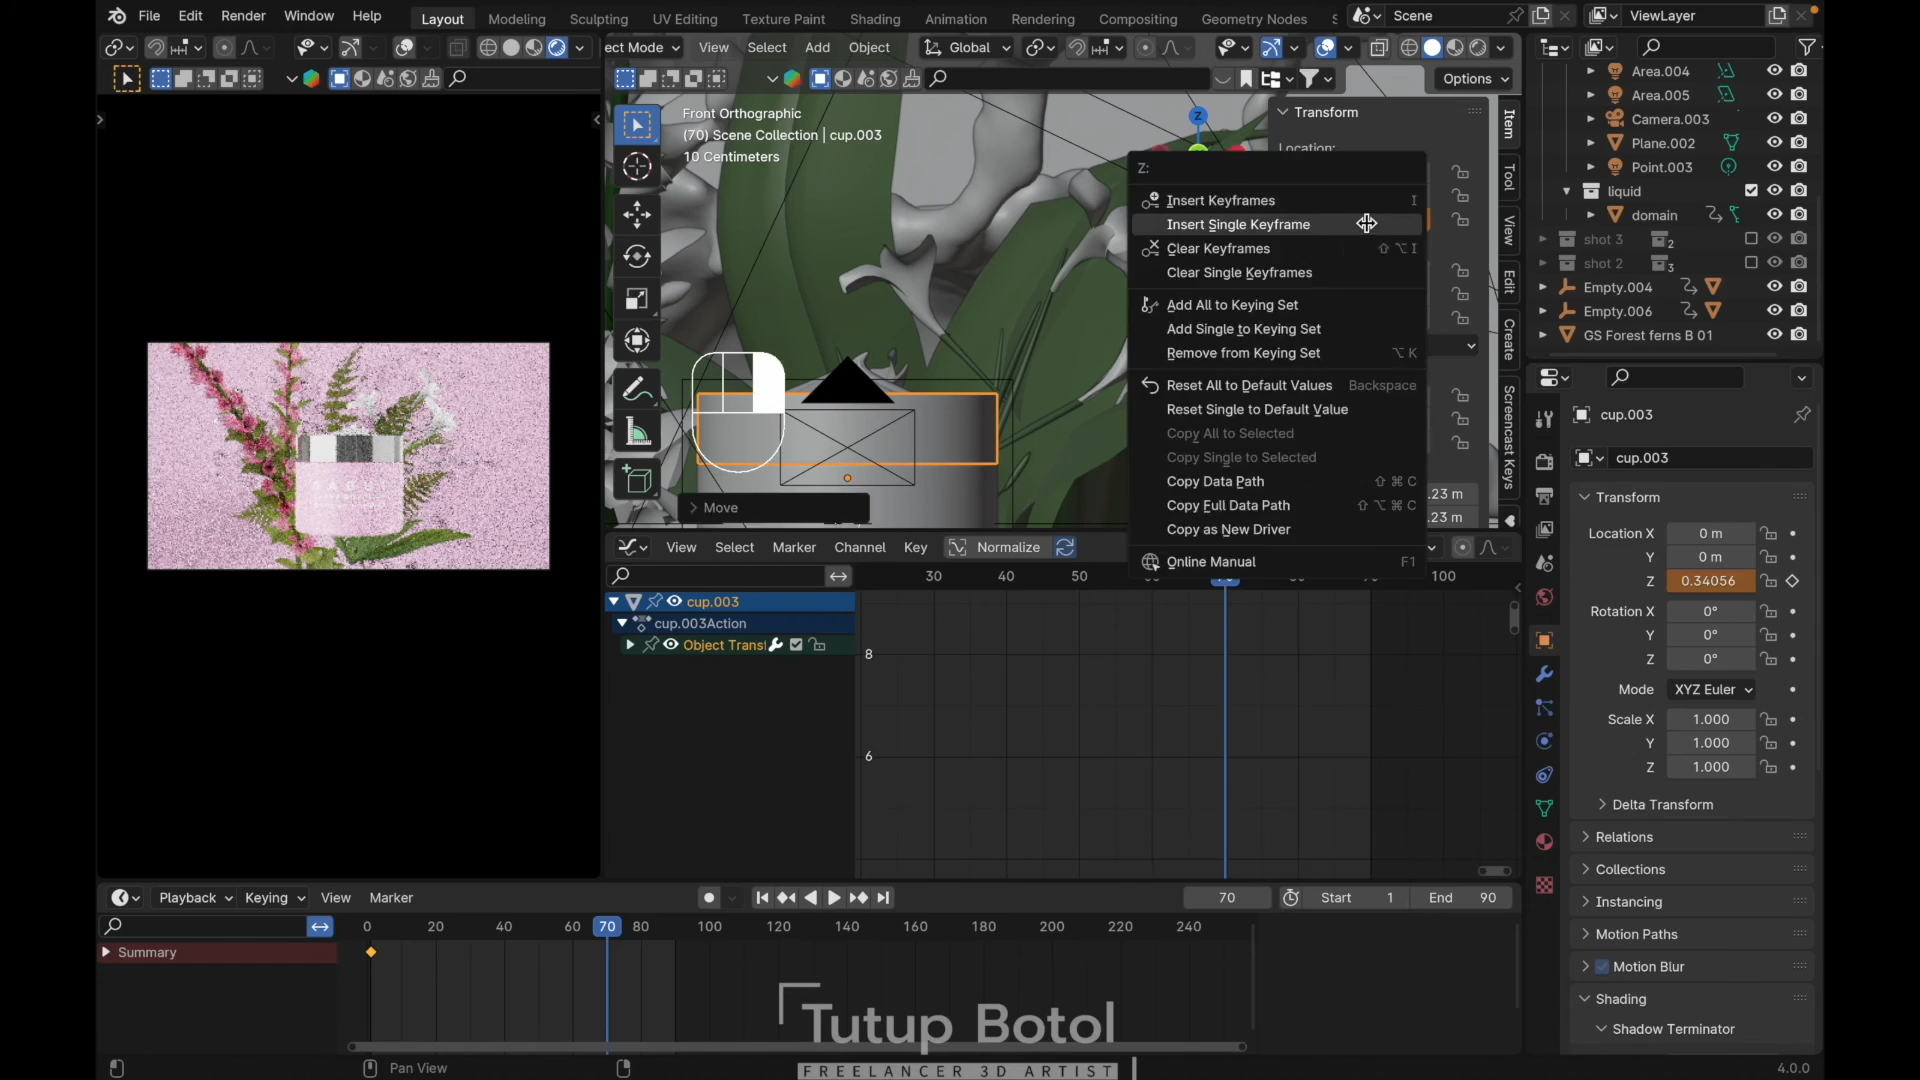 File Edit Render Window Help Layout Modeling Sculpting UV Editing Texture Paint Shading Animation Rendering Compositing Geometry Nodes Scene ViewLayer
ect Mode View Select Add Object Global
Options
Front Orthographic
(70) Scene Collection | cup.003
10 Centimeters
Z
Transform
Location:
Item
Tool
View
Edit
Create
Screencast Keys
Z:
Insert Keyframes I
Insert Single Keyframe
Clear Keyframes ⇧ ⌥ I
Clear Single Keyframes
Add All to Keying Set
Add Single to Keying Set
Remove from Keying Set ⌥ K
Reset All to Default Values Backspace
Reset Single to Default Value
Copy All to Selected
Copy Single to Selected
Copy Data Path ⇧ ⌘ C
Copy Full Data Path ⇧ ⌥ ⌘ C
Copy as New Driver
Online Manual F1
.23 m
.23 m
Move
View Select Marker Channel Key Normalize
30 40 50 100
cup.003
cup.003Action
Object Trans
8
6
Area.004
Area.005
Camera.003
Plane.002
Point.003
liquid
domain
shot 3 2
shot 2 3
Empty.004
Empty.006
GS Forest ferns B 01
cup.003
cup.003
Transform
Location X 0 m
Y 0 m
Z 0.34056
Rotation X 0°
Y 0°
Z 0°
Mode XYZ Euler
Scale X 1.000
Y 1.000
Z 1.000
Delta Transform
Relations
Collections
Instancing
Motion Paths
Motion Blur
Shading
Shadow Terminator
Playback Keying View Marker 70 Start 1 End 90
0 20 40 60 70 80 100 120 140 160 180 200 220 240
Summary
Tutup Botol
FREELANCER 3D ARTIST
Pan View
4.0.0